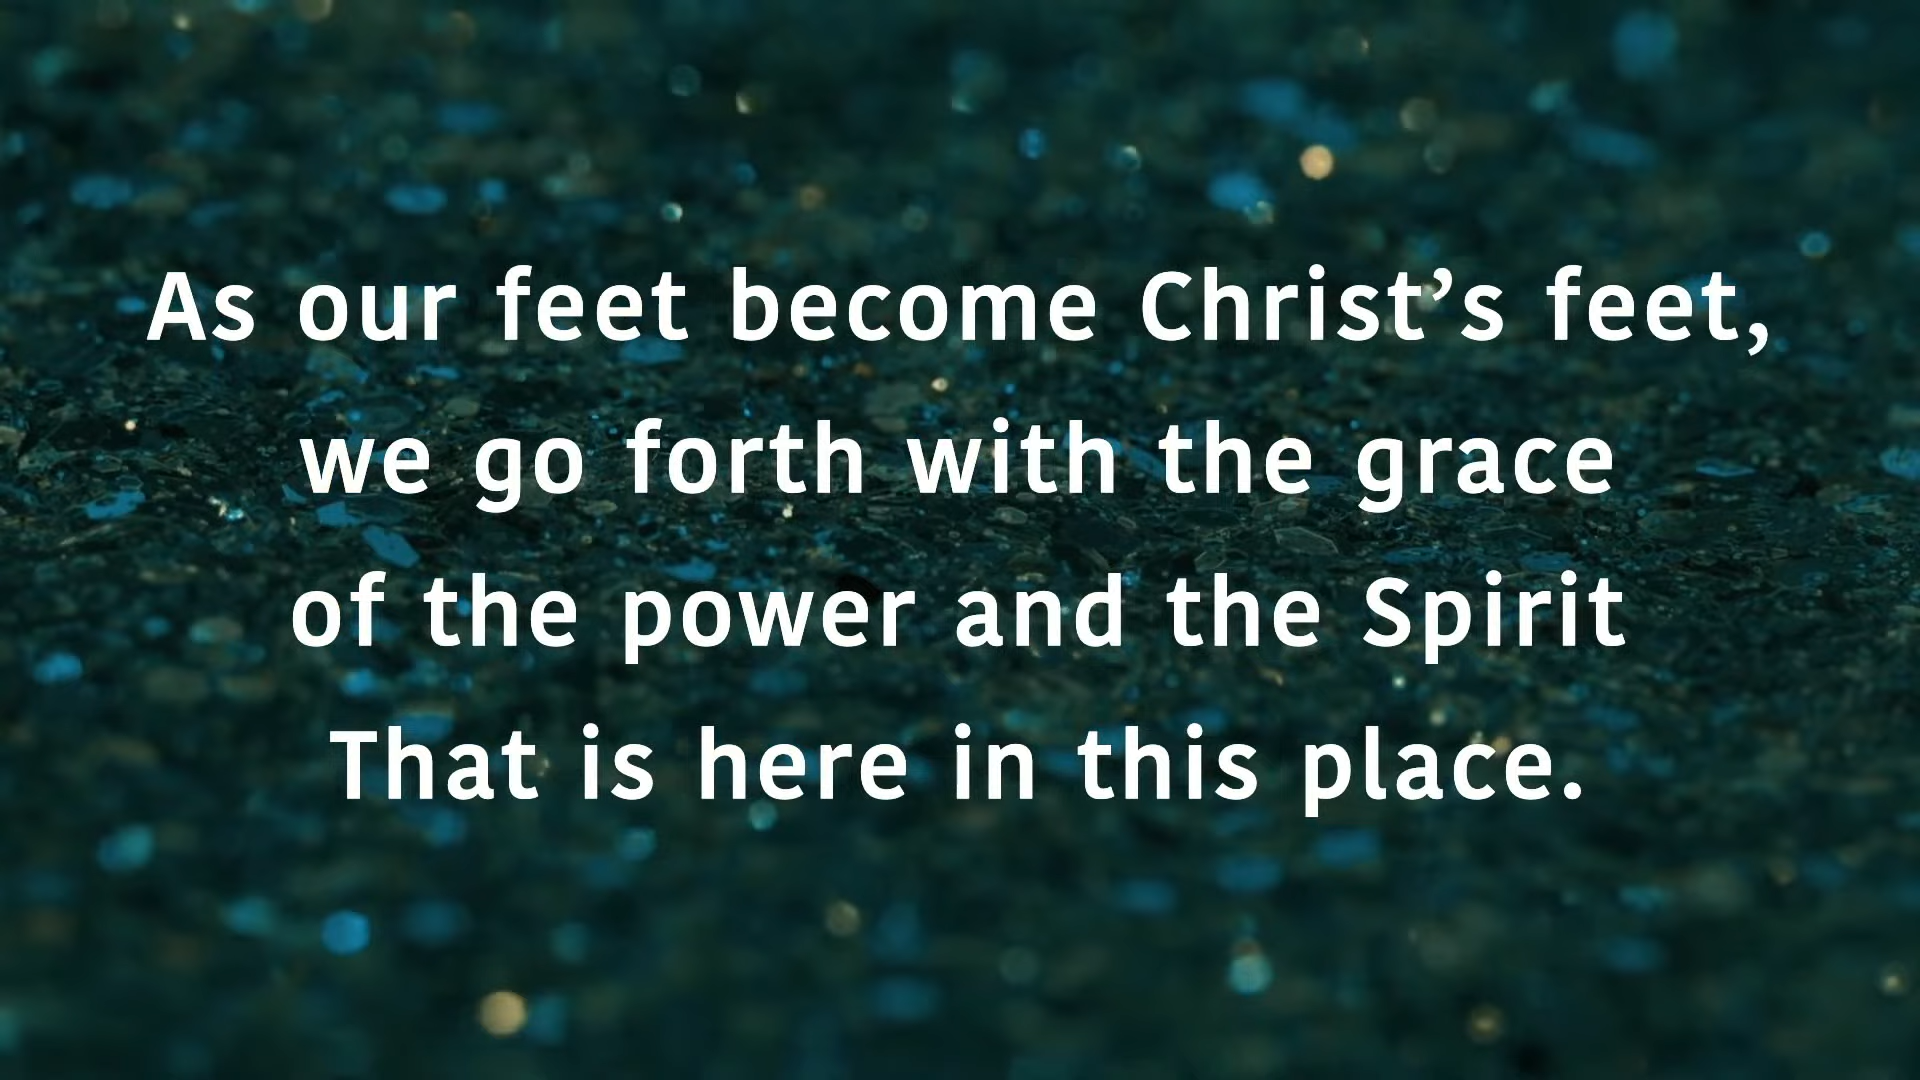 As our feet become Christ’s feet,
we go forth with the grace
of the power and the Spirit
That is here in this place.